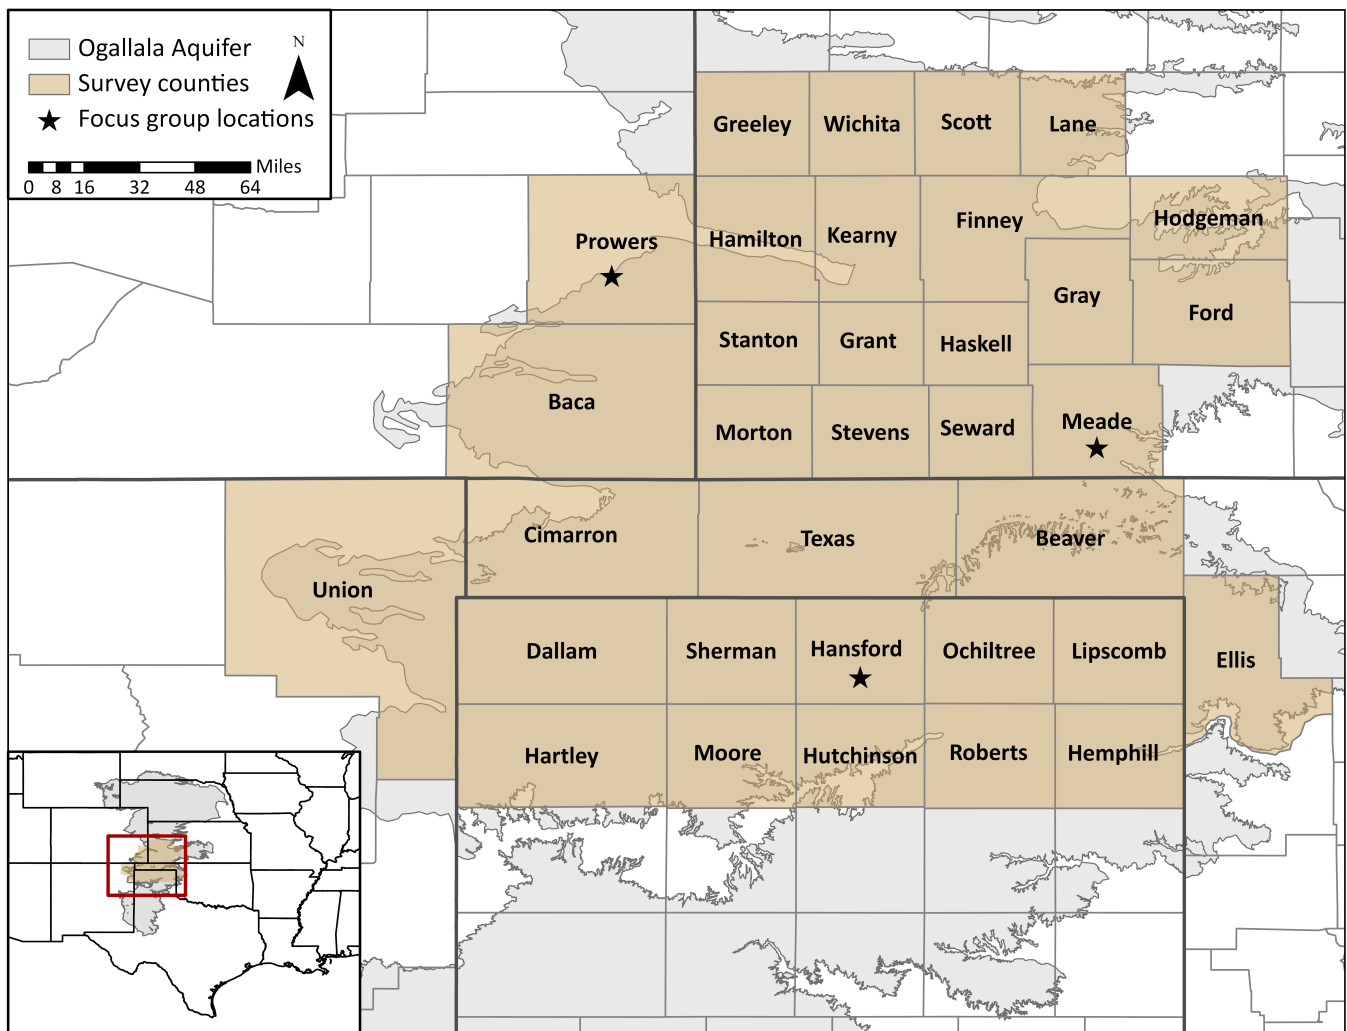 Ogallala Aquifer
N
Survey counties
Focus group locations
Miles
0 8 16 32 48 64
Greeley Wichita Scott Lane
Prowers Hamilton Kearny Finney Hodgeman
Gray Ford
Stanton Grant Haskell
Baca
Morton Stevens Seward Meade
Cimarron Texas Beaver
Union
Dallam Sherman Hansford Ochiltree Lipscomb Ellis
Hartley Moore Hutchinson Roberts Hemphill